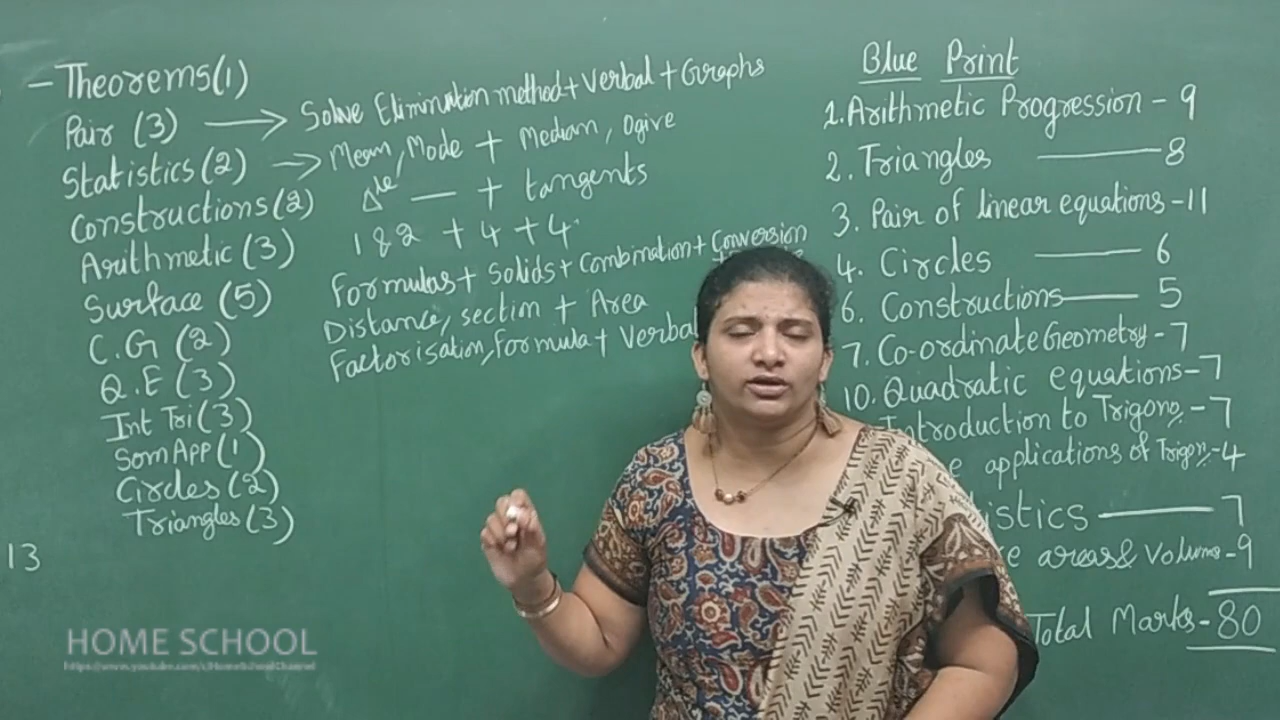 - Theorems(1)
Pair (3) → Solve Elimination method + Verbal + Graphs
Statistics (2) → Mean, Mode + Median, Ogive
Constructions (2) Δle — + tangents
Arithmetic (3) 1 & 2 + 4 + 4
Surface (5) Formulas + Solids + Combination + Conversion
C.G (2) Distance, section + Area
Q.E (3) Factorisation, formula + Verbal
Int Tri (3)
Som App (1)
Circles (2)
Triangles (3)
13
Blue Print
1. Arithmetic Progression - 9
2. Triangles — 8
3. Pair of linear equations - 11
4. Circles — 6
6. Constructions — 5
7. Co-ordinate Geometry - 7
10. Quadratic equations - 7
Introduction to Trigono - 7
e applications of Trigon - 4
istics — 7
e areas & Volumes - 9
Total Marks - 80
HOME SCHOOL
https://www.youtube.com/c/HomeSchoolChannel